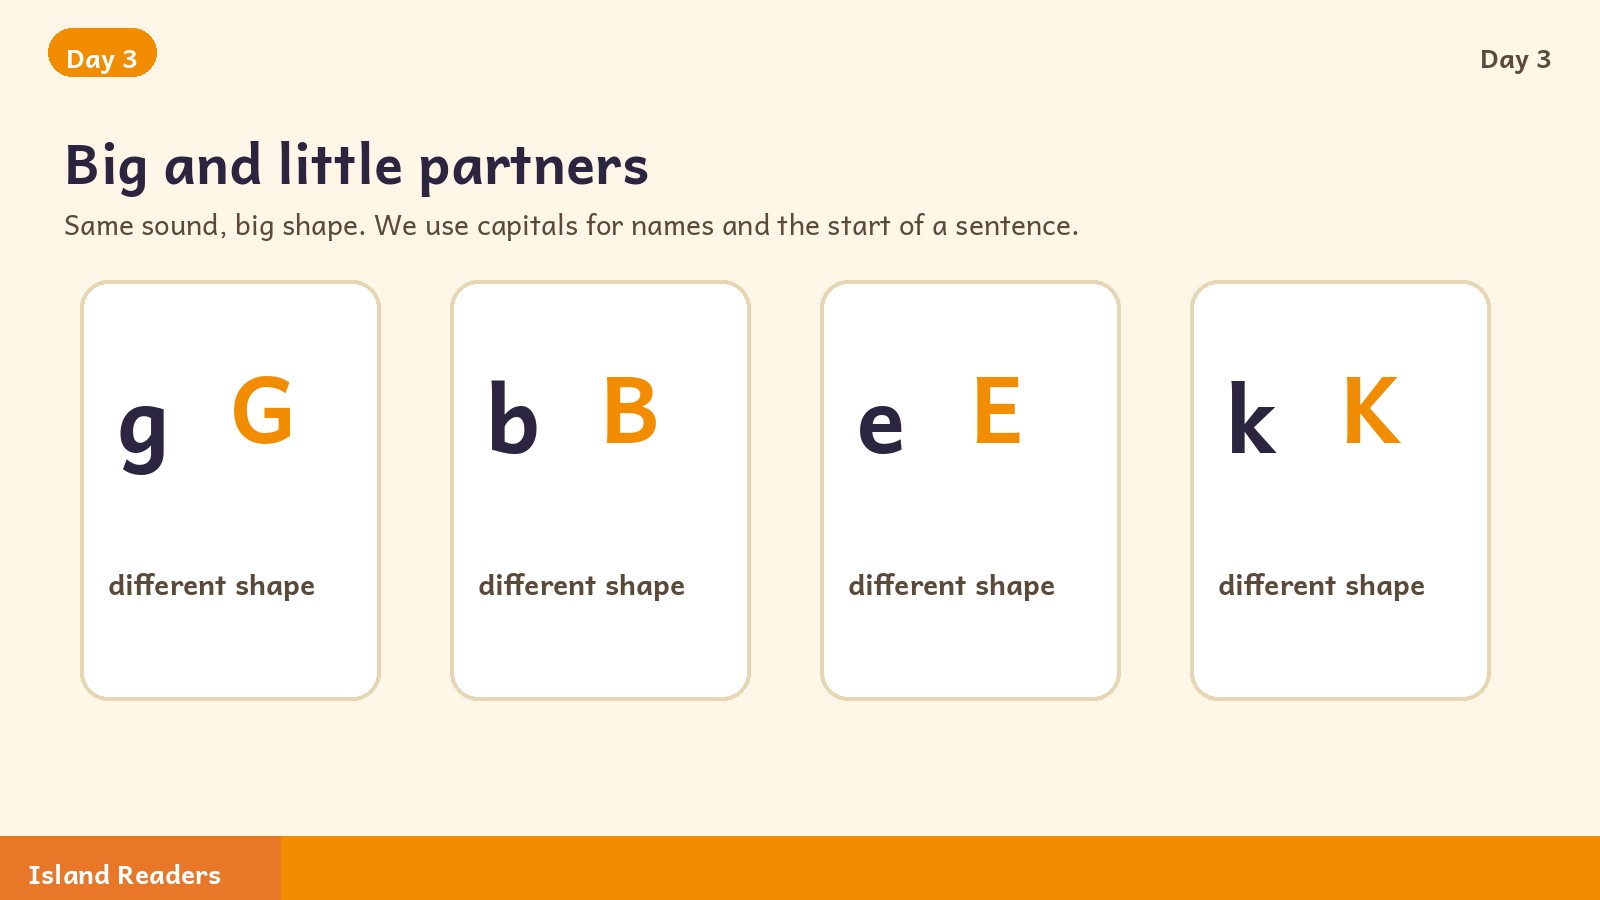 Day 3
Day 3
Big and little partners
Same sound, big shape. We use capitals for names and the start of a sentence.
g G
different shape
b B
different shape
e E
different shape
k K
different shape
Island Readers